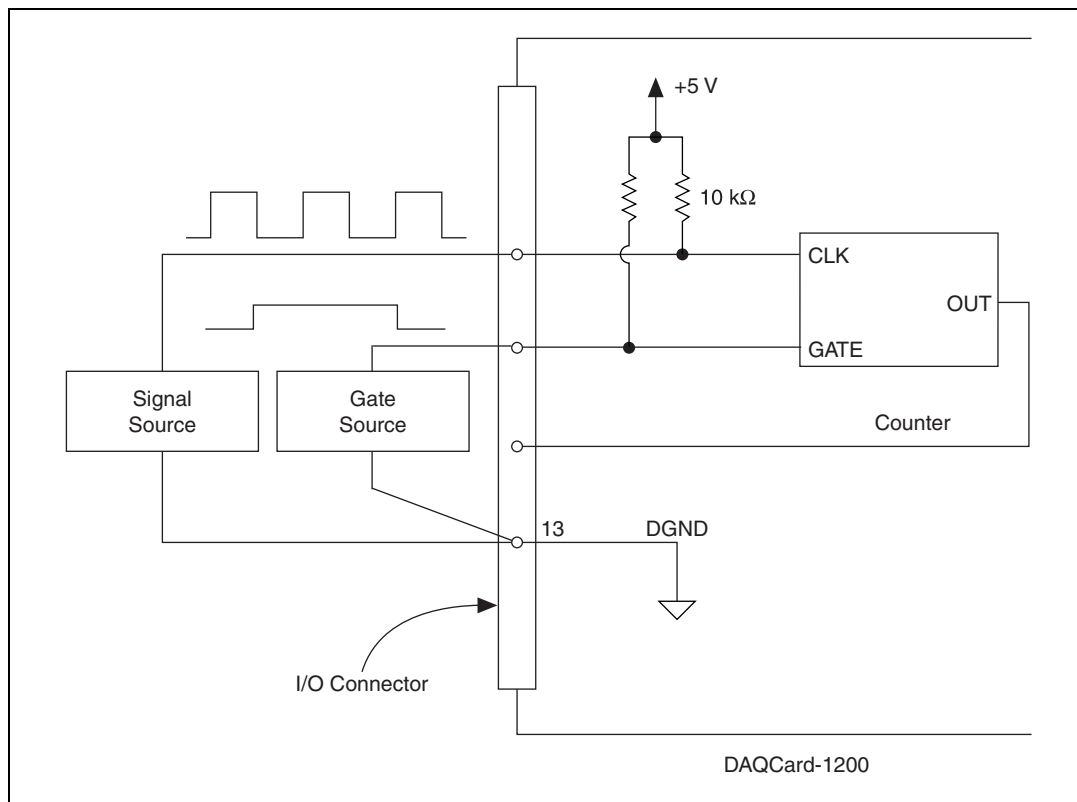 +5 V
10 kΩ
CLK
OUT
GATE
Signal
Source
Gate
Source
Counter
13
DGND
I/O Connector
DAQCard-1200